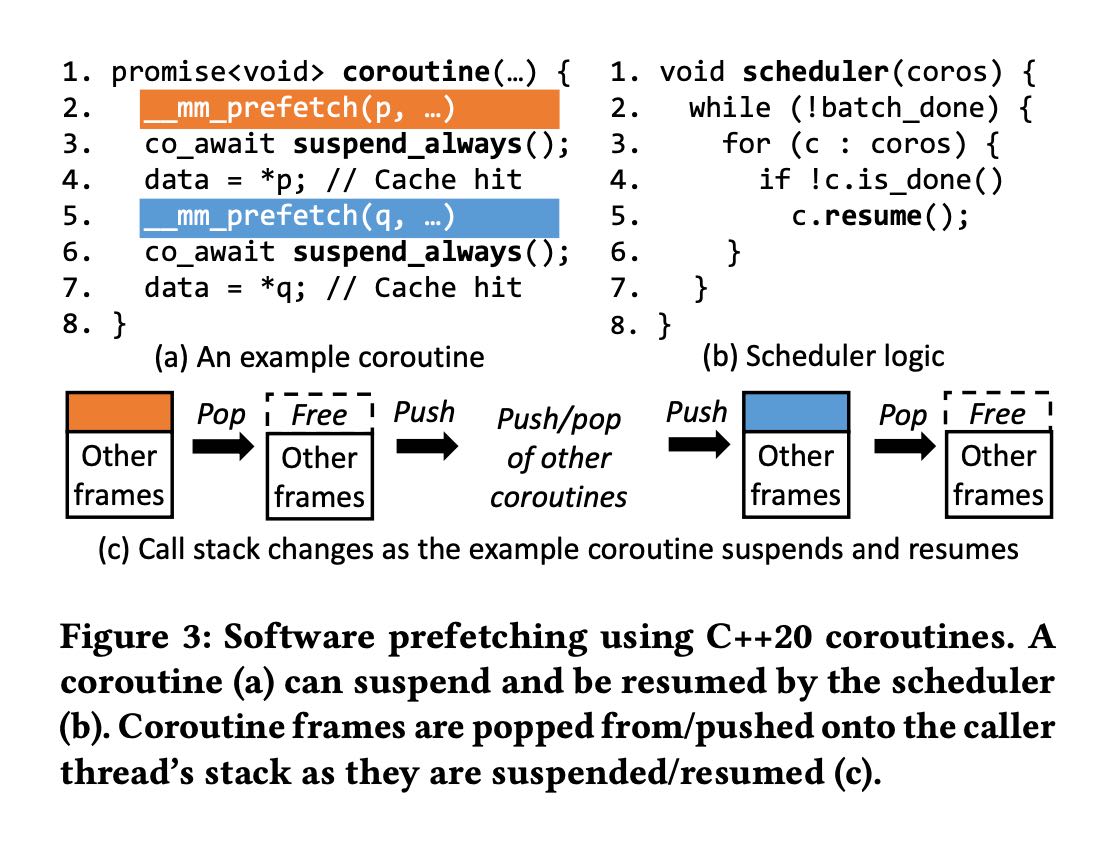 1. promise<void> coroutine(…) {
2. __mm_prefetch(p, …)
3. co_await suspend_always();
4. data = *p; // Cache hit
5. __mm_prefetch(q, …)
6. co_await suspend_always();
7. data = *q; // Cache hit
8. }
(a) An example coroutine
1. void scheduler(coros) {
2. while (!batch_done) {
3. for (c : coros) {
4. if !c.is_done()
5. c.resume();
6. }
7. }
8. }
(b) Scheduler logic
Other
frames
Pop
Free
Other
frames
Push
Push/pop
of other
coroutines
Push
Other
frames
Pop
Free
Other
frames
(c) Call stack changes as the example coroutine suspends and resumes
Figure 3: Software prefetching using C++20 coroutines. A
coroutine (a) can suspend and be resumed by the scheduler
(b). Coroutine frames are popped from/pushed onto the caller
thread’s stack as they are suspended/resumed (c).